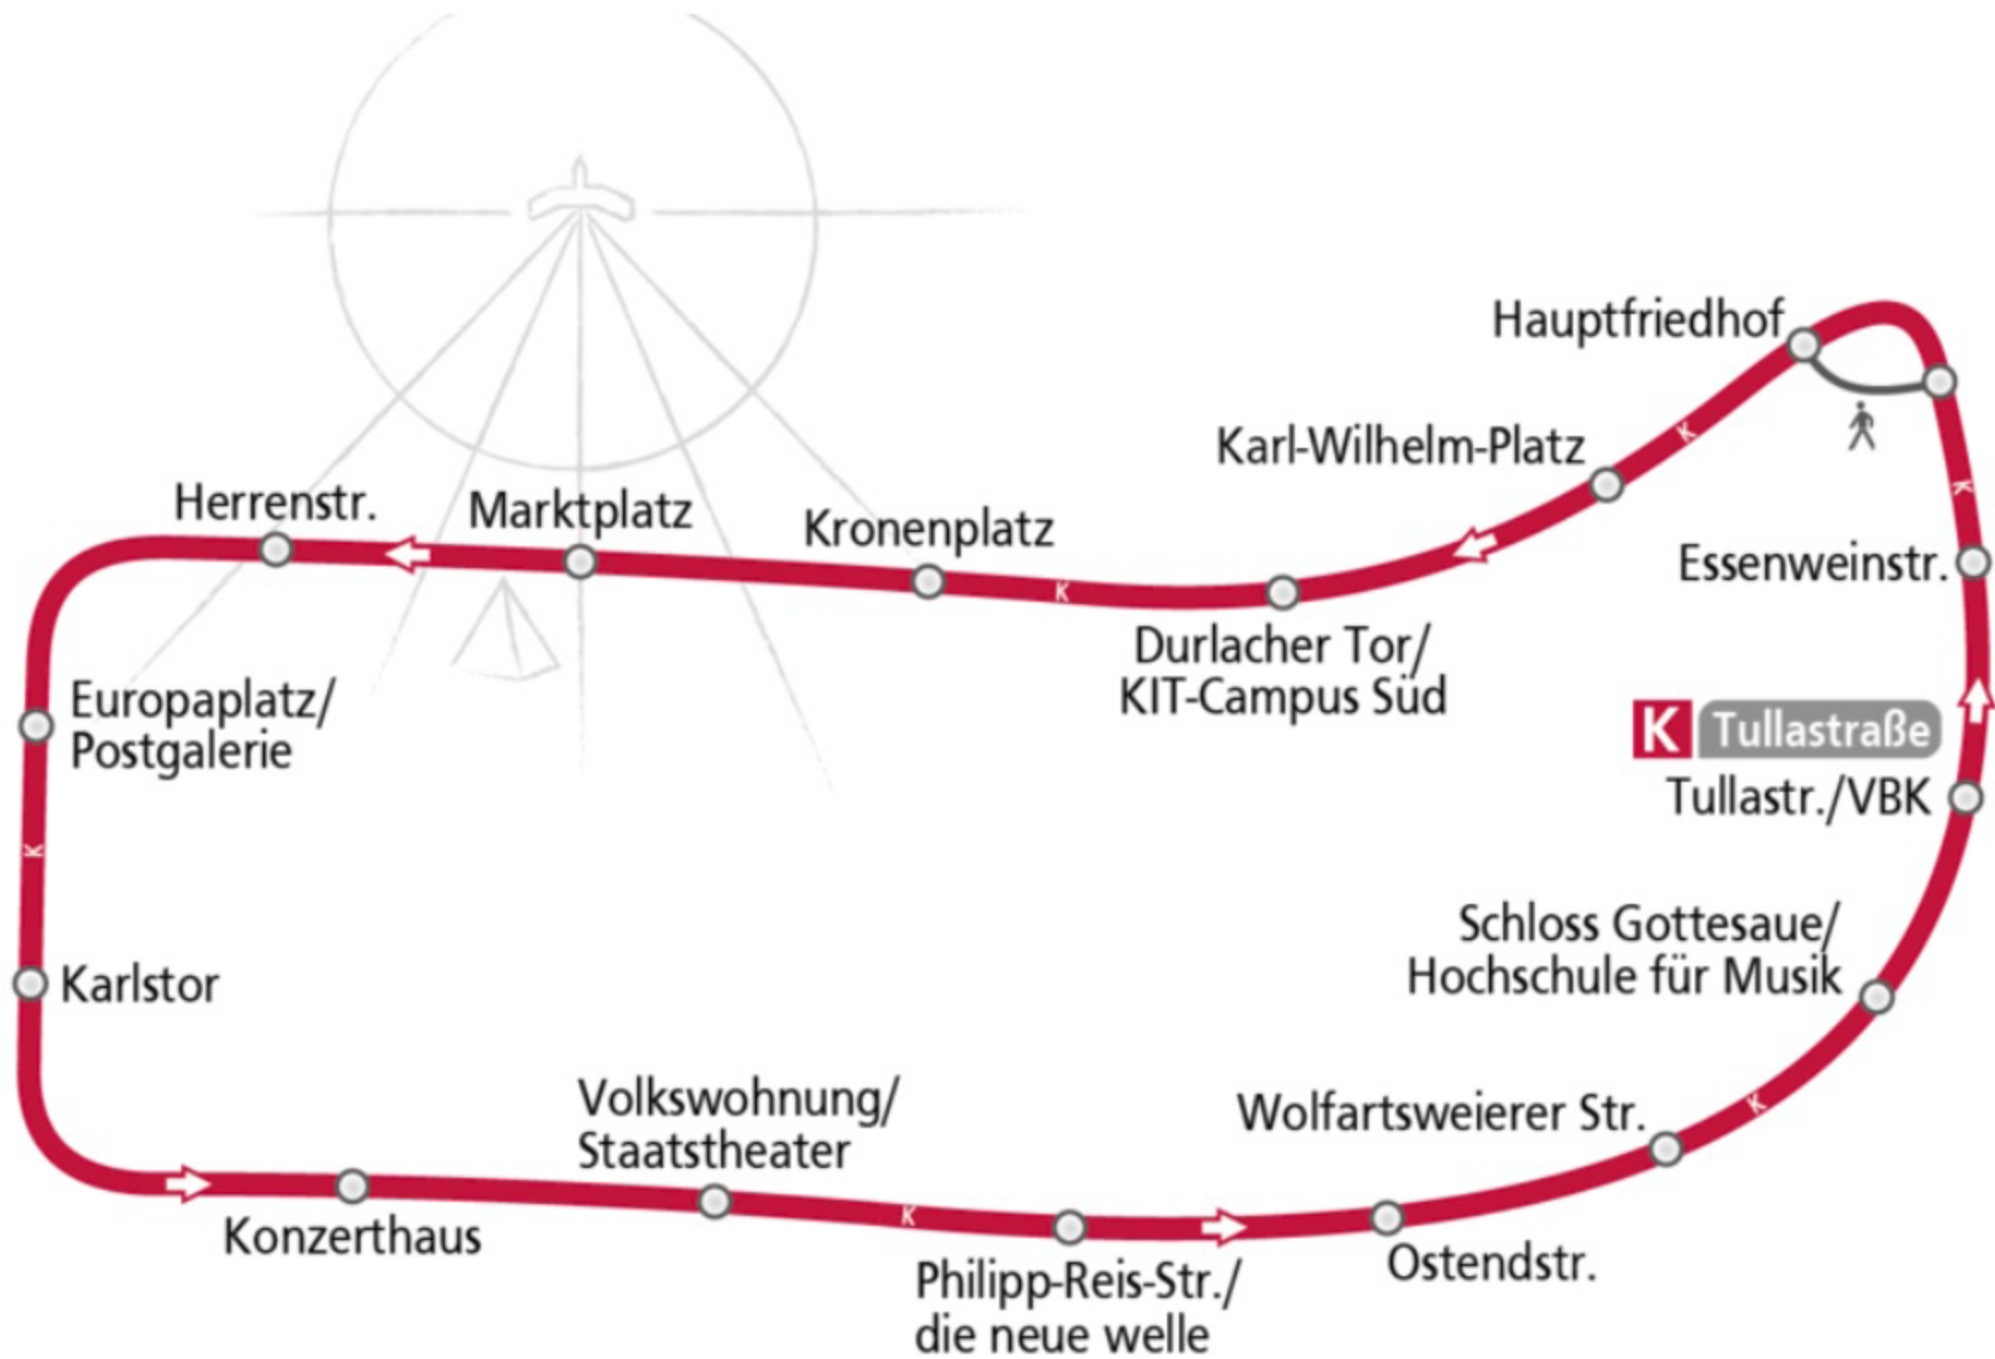 Hauptfriedhof
Karl-Wilhelm-Platz
K
K
Herrenstr.
Marktplatz
Kronenplatz
Essenweinstr.
K
Durlacher Tor/
KIT-Campus Süd
Europaplatz/
Postgalerie
K Tullastraße
Tullastr./VBK
K
Schloss Gottesaue/
Hochschule für Musik
Karlstor
Volkswohnung/
Staatstheater
Wolfartsweierer Str.
K
Konzerthaus
K
Ostendstr.
Philipp-Reis-Str./
die neue welle